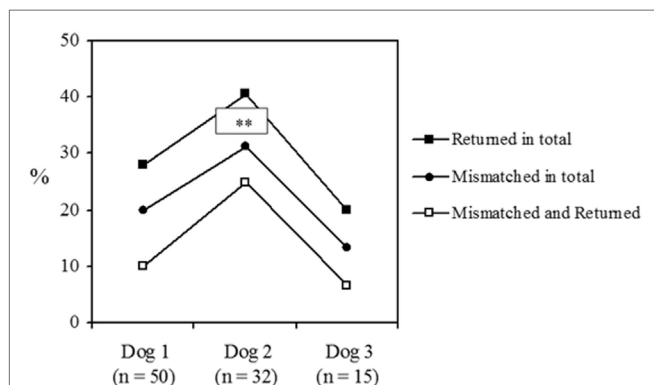 50
40
30
20
10
0
%
**
Returned in total
Mismatched in total
Mismatched and Returned
Dog 1 Dog 2 Dog 3
(n = 50) (n = 32) (n = 15)